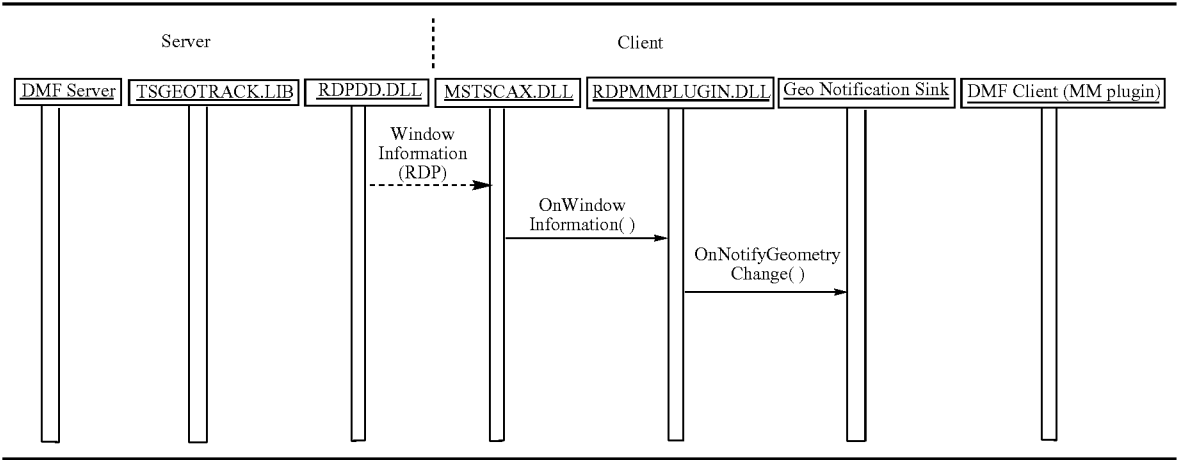 Server
Client
DMF Server
TSGEOTRACK.LIB
RDPDD.DLL
MSTSCAX.DLL
RDPMMPLUGIN.DLL
Geo Notification Sink
DMF Client (MM plugin)
Window
Information
(RDP)
OnWindow
Information( )
OnNotifyGeometry
Change( )